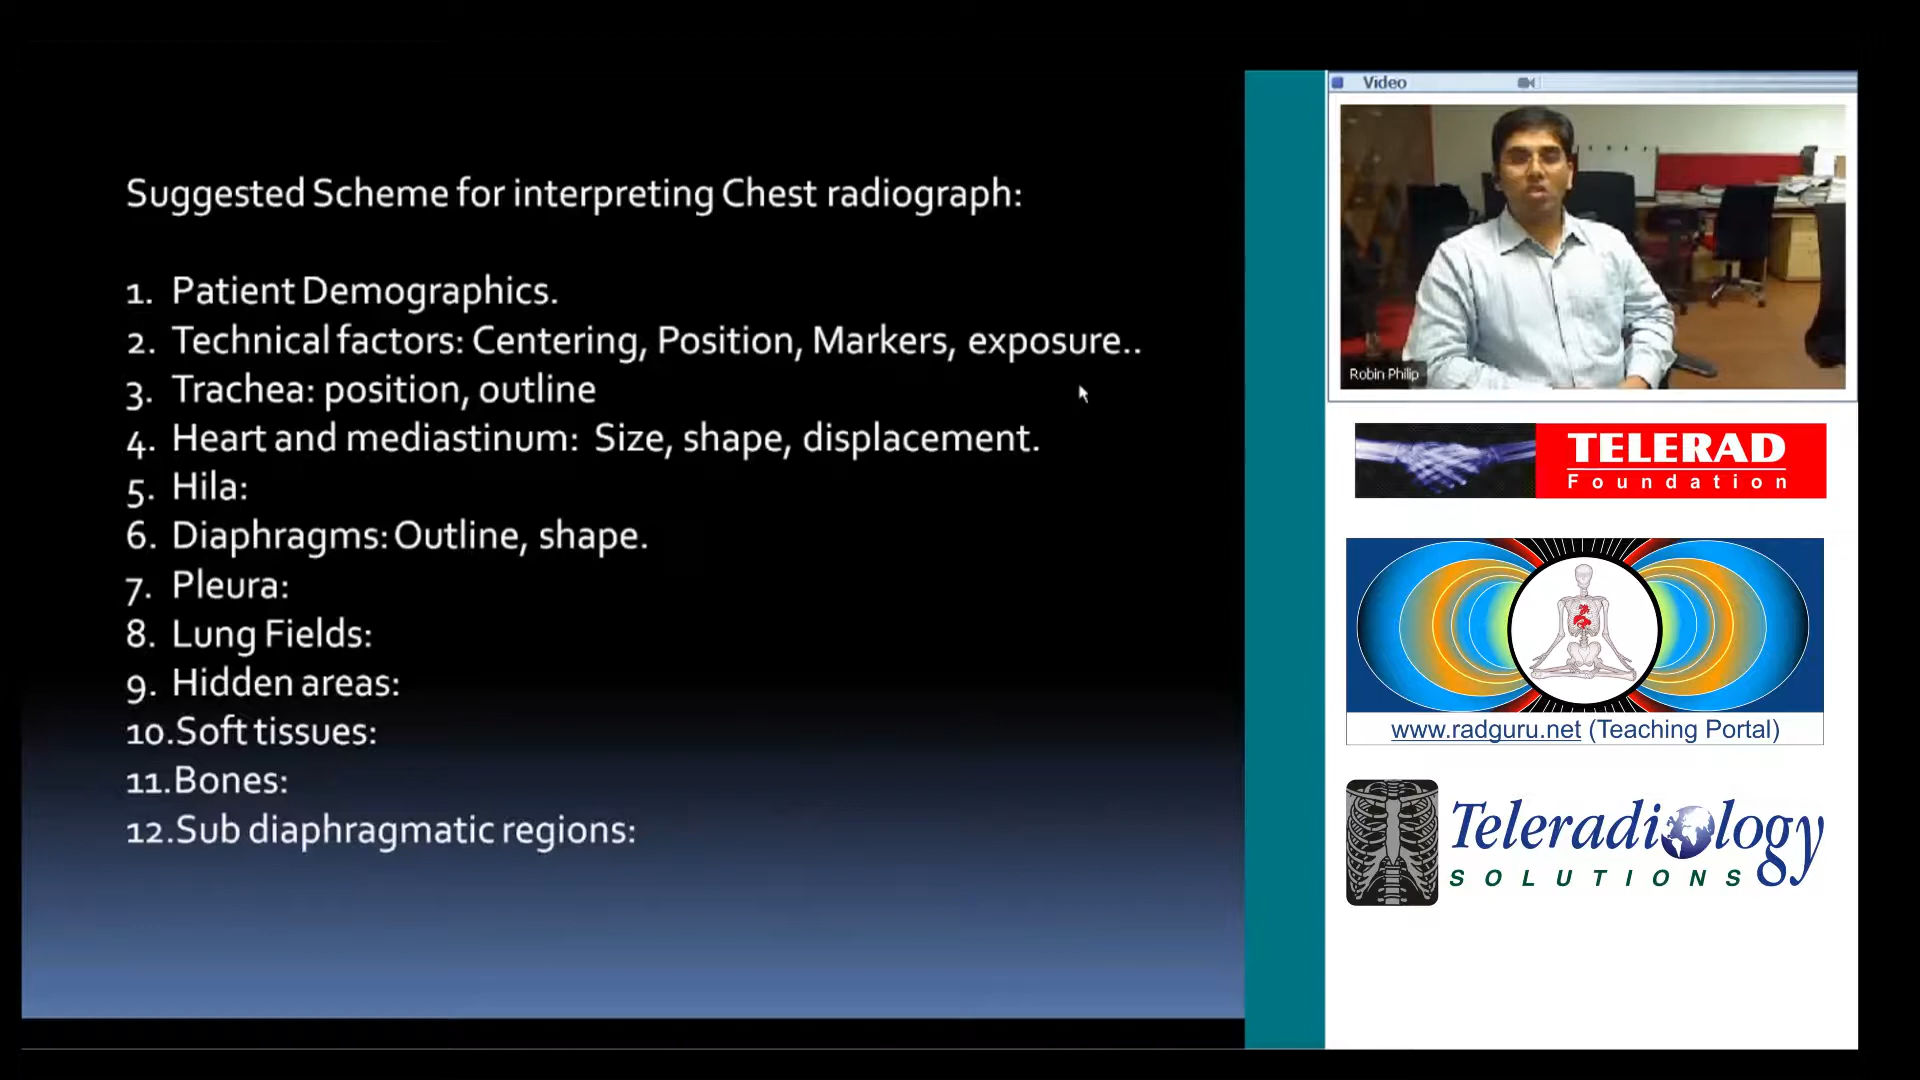 Suggested Scheme for interpreting Chest radiograph:
1. Patient Demographics.
2. Technical factors: Centering, Position, Markers, exposure..
3. Trachea: position, outline
4. Heart and mediastinum: Size, shape, displacement.
5. Hila:
6. Diaphragms: Outline, shape.
7. Pleura:
8. Lung Fields:
9. Hidden areas:
10.Soft tissues:
11.Bones:
12.Sub diaphragmatic regions:
Video
Robin Philip
TELERAD
Foundation
www.radguru.net (Teaching Portal)
Teleradiology
SOLUTIONS